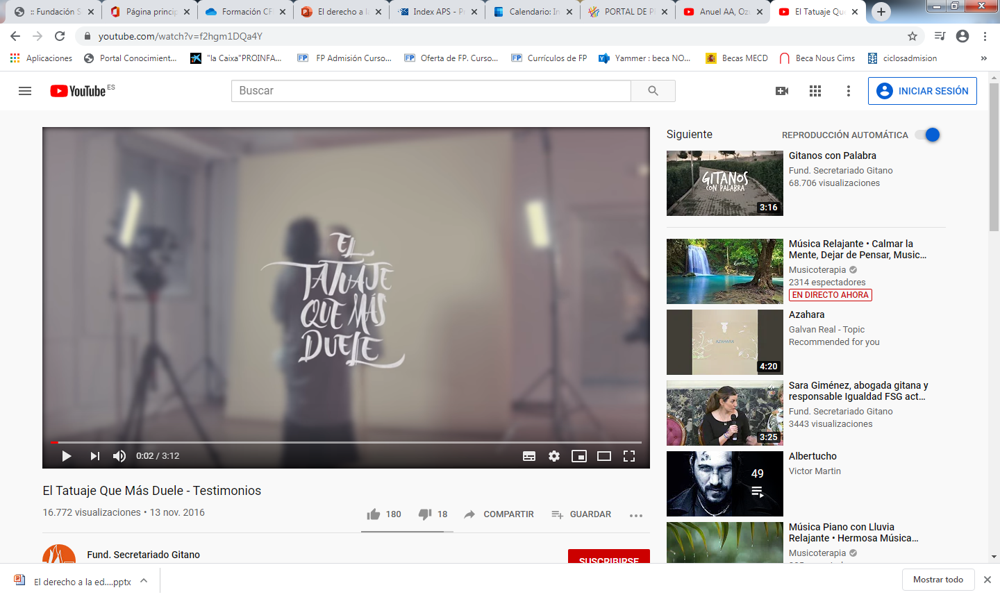 :: Fundación S
Página princip
Formación CF
El derecho a l
Index APS - P
Calendario: In
PORTAL DE P
Anuel AA, Oz
El Tatuaje Qu
youtube.com/watch?v=f2hgm1DQa4Y
Aplicaciones
Portal Conocimient...
"la Caixa"PROINFA...
FP Admisión Curso...
Oferta de FP. Curso...
Currículos de FP
Yammer : beca NO...
Becas MECD
Beca Nous Cims
ciclosadmision
»
YouTube ES
Buscar
INICIAR SESIÓN
EL
TATUAJE
QUE MÁS
DUELE
0:02 / 3:12
El Tatuaje Que Más Duele - Testimonios
16.772 visualizaciones • 13 nov. 2016
180
18
COMPARTIR
GUARDAR
Fund. Secretariado Gitano
SUSCRIBIRSE
Siguiente
REPRODUCCIÓN AUTOMÁTICA
GITANOS
CON PALABRA
3:16
Gitanos con Palabra
Fund. Secretariado Gitano
68.706 visualizaciones
Música Relajante • Calmar la
Mente, Dejar de Pensar, Music...
Musicoterapia
2314 espectadores
EN DIRECTO AHORA
AZAHARA
4:20
Azahara
Galvan Real - Topic
Recommended for you
3:25
Sara Giménez, abogada gitana y
responsable Igualdad FSG act...
Fund. Secretariado Gitano
3443 visualizaciones
49
Albertucho
Victor Martin
Música Piano con Lluvia
Relajante • Hermosa Música...
Musicoterapia
El derecho a la ed....pptx
Mostrar todo